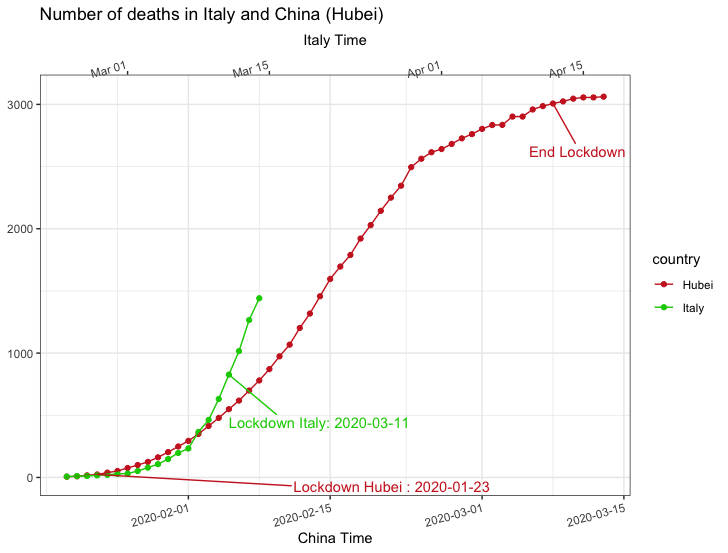 Number of deaths in Italy and China (Hubei)
Italy Time
Mar 01
Mar 15
Apr 01
Apr 15
3000
2000
1000
0
End Lockdown
Lockdown Italy: 2020-03-11
Lockdown Hubei : 2020-01-23
country
Hubei
Italy
2020-02-01
2020-02-15
2020-03-01
2020-03-15
China Time